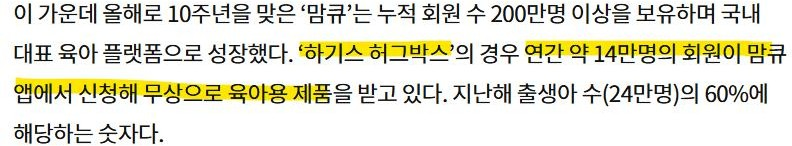 이 가운데 올해로 10주년을 맞은 ‘맘큐’는 누적 회원 수 200만명 이상을 보유하며 국내
대표 육아 플랫폼으로 성장했다. ‘하기스 허그박스’의 경우 연간 약 14만명의 회원이 맘큐
앱에서 신청해 무상으로 육아용 제품을 받고 있다. 지난해 출생아 수(24만명)의 60%에
해당하는 숫자다.